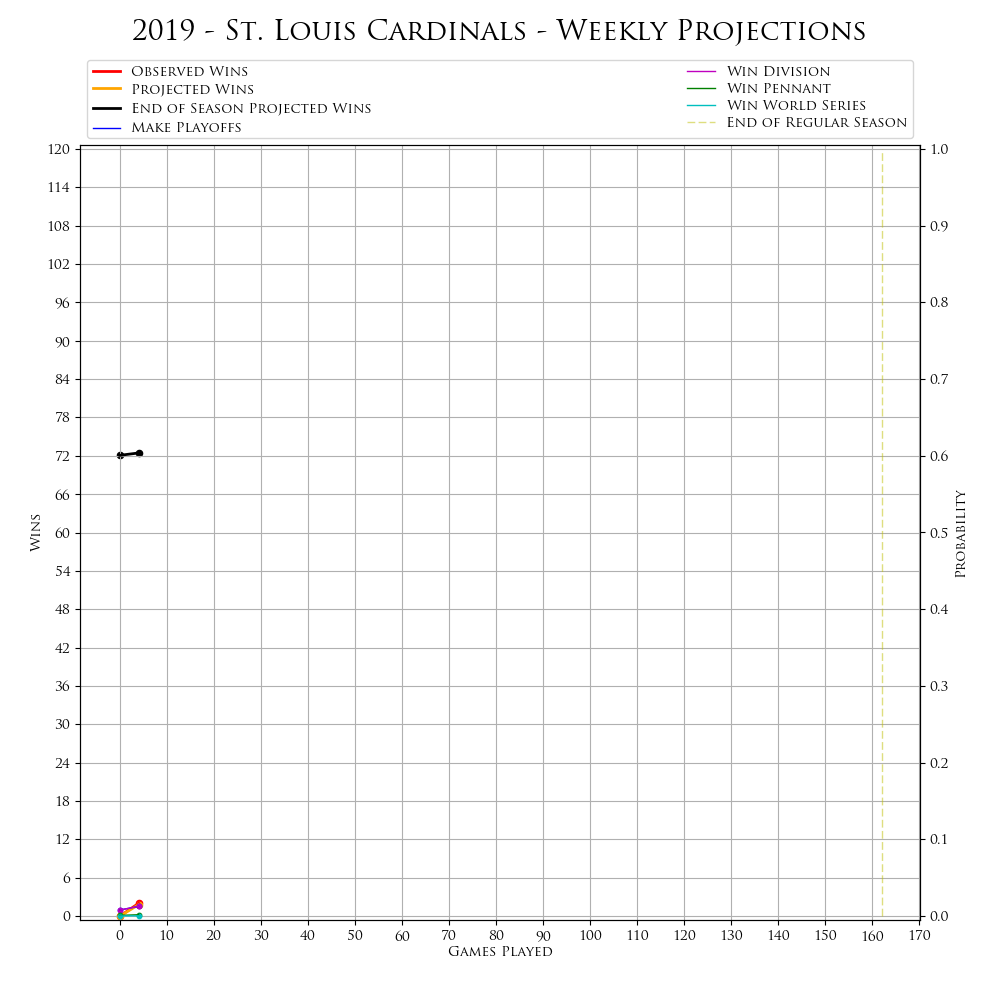 2019 - St. Louis Cardinals - Weekly Projections
Observed Wins
Projected Wins
End of Season Projected Wins
Make Playoffs
Win Division
Win Pennant
Win World Series
End of Regular Season
120
114
108
102
96
90
84
78
72
66
60
54
48
42
36
30
24
18
12
6
0
Wins
1.0
0.9
0.8
0.7
0.6
0.5
0.4
0.3
0.2
0.1
0.0
Probability
0 10 20 30 40 50 60 70 80 90 100 110 120 130 140 150 160 170
Games Played